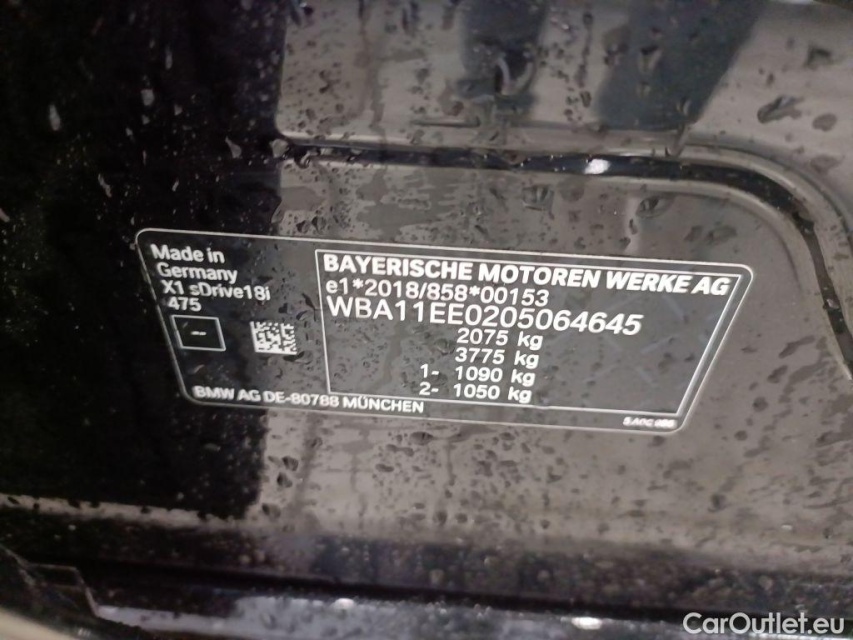 Made in
Germany
X1 sDrive18i
475
--
BAYERISCHE MOTOREN WERKE AG
e1*2018/858*00153
WBA11EE0205064645
2075 kg
3775 kg
1- 1090 kg
2- 1050 kg
BMW AG DE-80788 MÜNCHEN
CarOutlet.eu